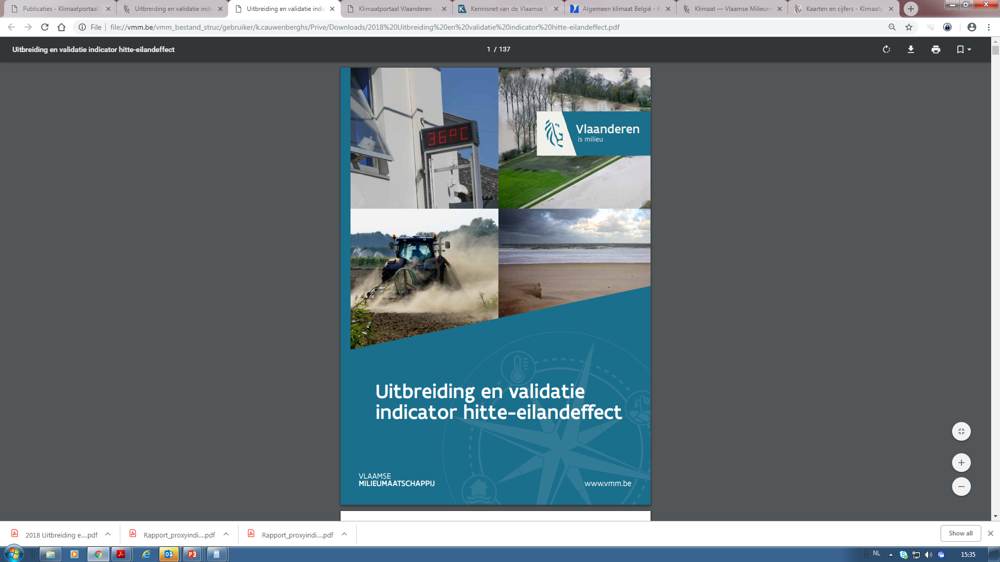 Publicaties - Klimaatportaal
Uitbreiding en validatie indic
Uitbreiding en validatie indic
Klimaatportaal Vlaanderen -
Kennisnet van de Vlaamse M
Algemeen klimaat België - K
Klimaat — Vlaamse Milieum
Kaarten en cijfers - Klimaatp
File
file://vmm.be/vmm_bestand_struc/gebruiker/k.cauwenberghs/Prive/Downloads/2018%20Uitbreiding%20en%20validatie%20indicator%20hitte-eilandeffect.pdf
Uitbreiding en validatie indicator hitte-eilandeffect
1 / 137
36°C
Vlaanderen
is milieu
Uitbreiding en validatie
indicator hitte-eilandeffect
VLAAMSE
MILIEUMAATSCHAPPIJ
www.vmm.be
2018 Uitbreiding e....pdf
Rapport_proxyindi....pdf
Rapport_proxyindi....pdf
Show all
NL
15:35